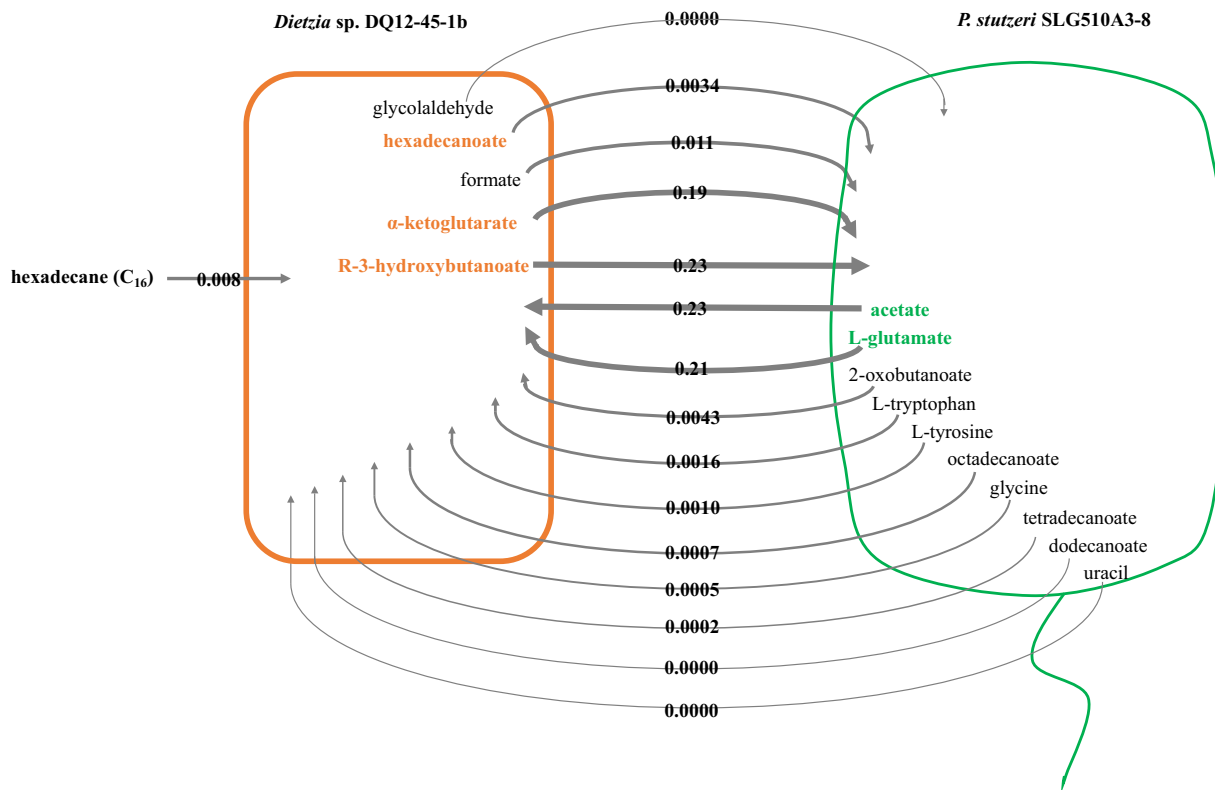 Dietzia sp. DQ12-45-1b
P. stutzeri SLG510A3-8
0.0000
glycolaldehyde
0.0034
hexadecanoate
0.011
formate
0.19
α-ketoglutarate
R-3-hydroxybutanoate
0.23
hexadecane (C₁₆)
0.008
0.23
acetate
L-glutamate
0.21
2-oxobutanoate
0.0043
L-tryptophan
0.0016
L-tyrosine
0.0010
octadecanoate
0.0007
glycine
0.0005
tetradecanoate
0.0002
dodecanoate
0.0000
uracil
0.0000